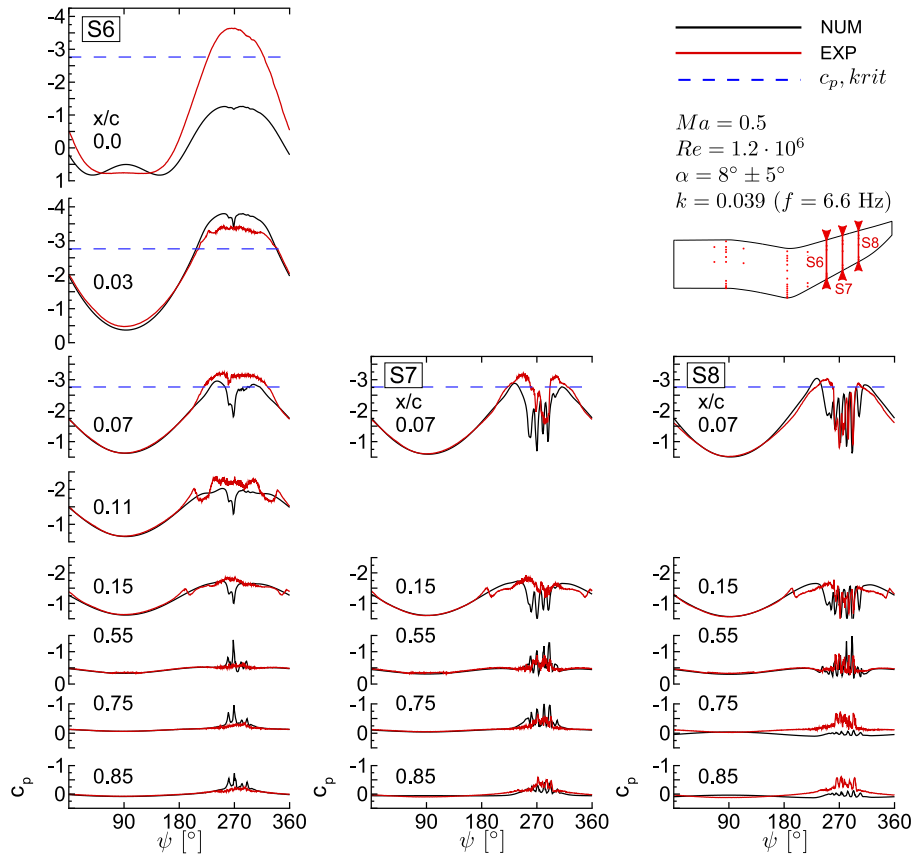 S6
-4
-3
-2
-1
0
1
x/c
0.0
NUM
EXP
c_p, krit
Ma = 0.5
Re = 1.2 · 10^6
α = 8° ± 5°
k = 0.039 (f = 6.6 Hz)
S6
S7
S8
-4
-3
-2
-1
0
0.03
-3
-2
-1
0.07
S7
x/c
-3
-2
-1
0.07
S8
x/c
-3
-2
-1
0.07
-2
-1
0.11
-2
-1
0.15
-2
-1
0.15
-2
-1
0.15
-1
0
0.55
-1
0
0.55
-1
0
0.55
-1
0
0.75
-1
0
0.75
-1
0
0.75
-1
0
0.85
c_p
-1
0
0.85
c_p
-1
0
0.85
c_p
90 180 270 360
ψ [°]
90 180 270 360
ψ [°]
90 180 270 360
ψ [°]